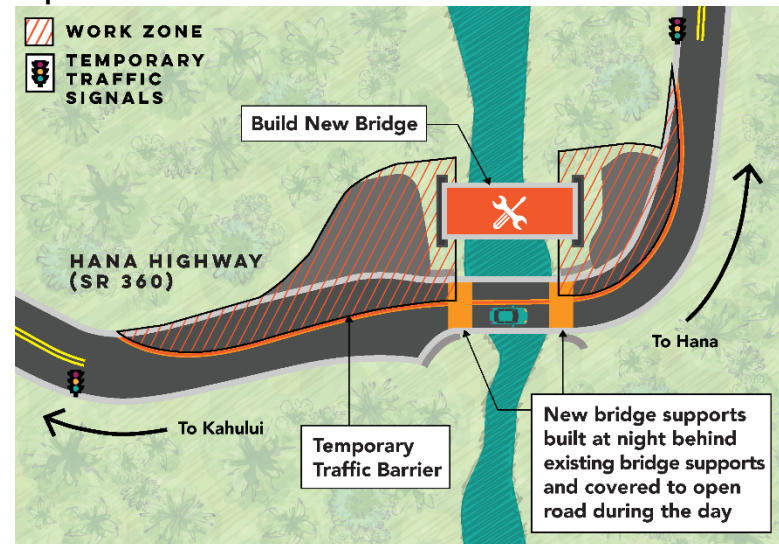 WORK ZONE
TEMPORARY
TRAFFIC
SIGNALS
Build New Bridge
HANA HIGHWAY
(SR 360)
To Hana
To Kahului
Temporary
Traffic Barrier
New bridge supports
built at night behind
existing bridge supports
and covered to open
road during the day